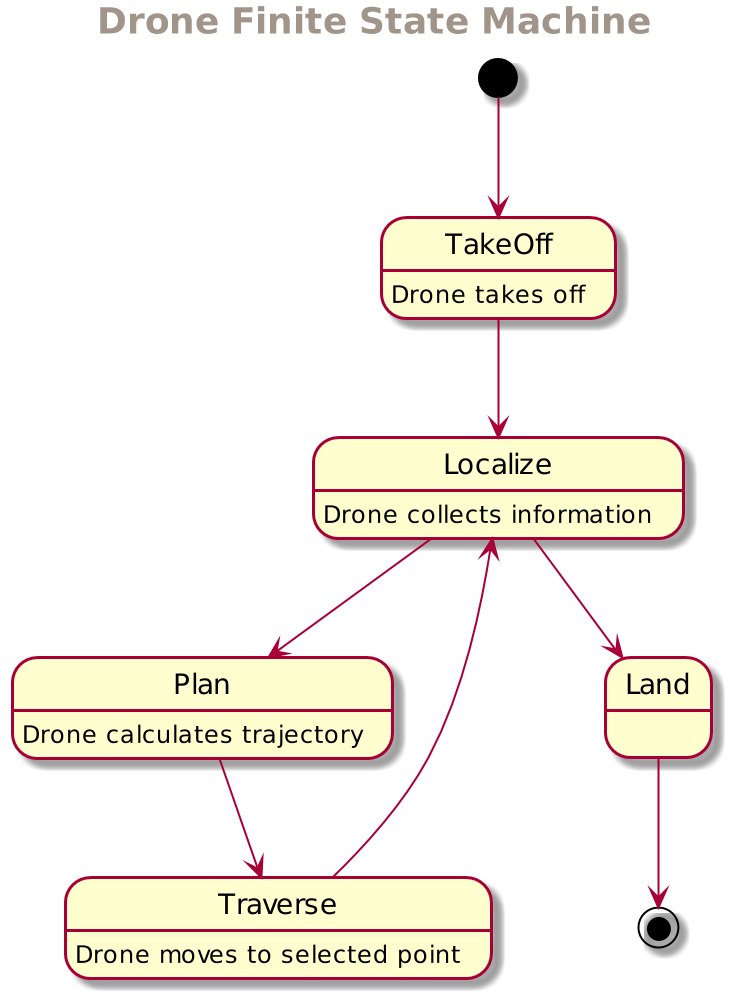 Drone Finite State Machine
TakeOff
Drone takes off
Localize
Drone collects information
Plan
Drone calculates trajectory
Land
Traverse
Drone moves to selected point